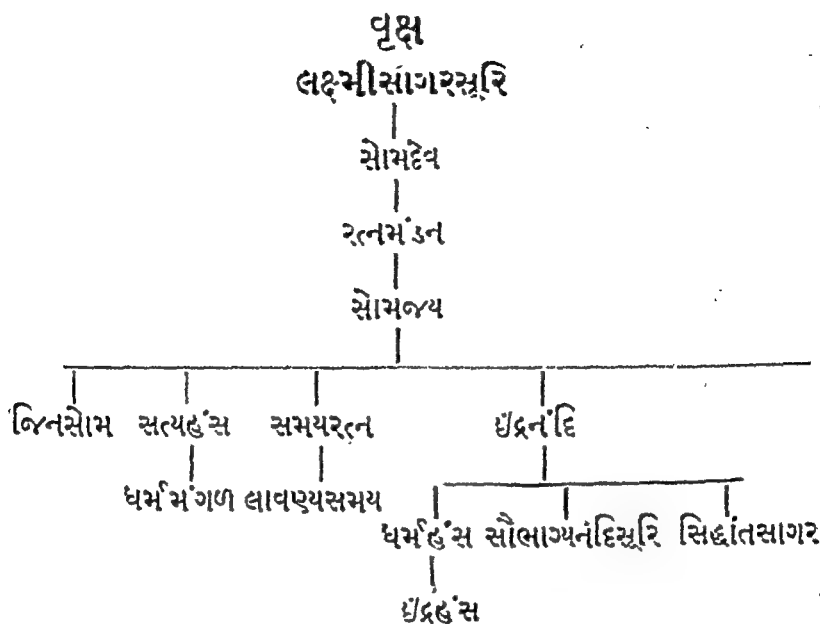 વૃક્ષ
લક્ષ્મીસાગરસૂરિ
સોમદેવ
રત્નમંડન
સોમજય
જિનસોમ સત્યહંસ સમયરત્ન ઇંદ્રનંદિ
ધર્મમંગળ લાવણ્યસમય
ધર્મહંસ સૌભાગ્યનંદિસૂરિ સિદ્ધાંતસાગર
ઇંદ્રહંસ